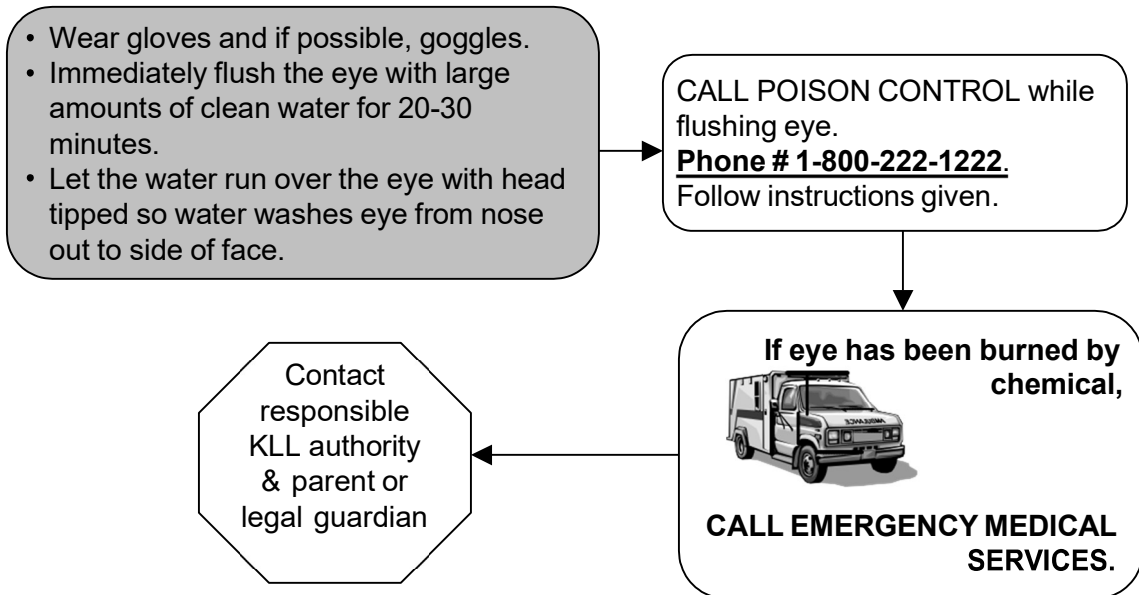 • Wear gloves and if possible, goggles.
• Immediately flush the eye with large
amounts of clean water for 20-30
minutes.
• Let the water run over the eye with head
tipped so water washes eye from nose
out to side of face.
CALL POISON CONTROL while
flushing eye.
Phone # 1-800-222-1222.
Follow instructions given.
If eye has been burned by
chemical,
AMBULANCE
CALL EMERGENCY MEDICAL
SERVICES.
Contact
responsible
KLL authority
& parent or
legal guardian